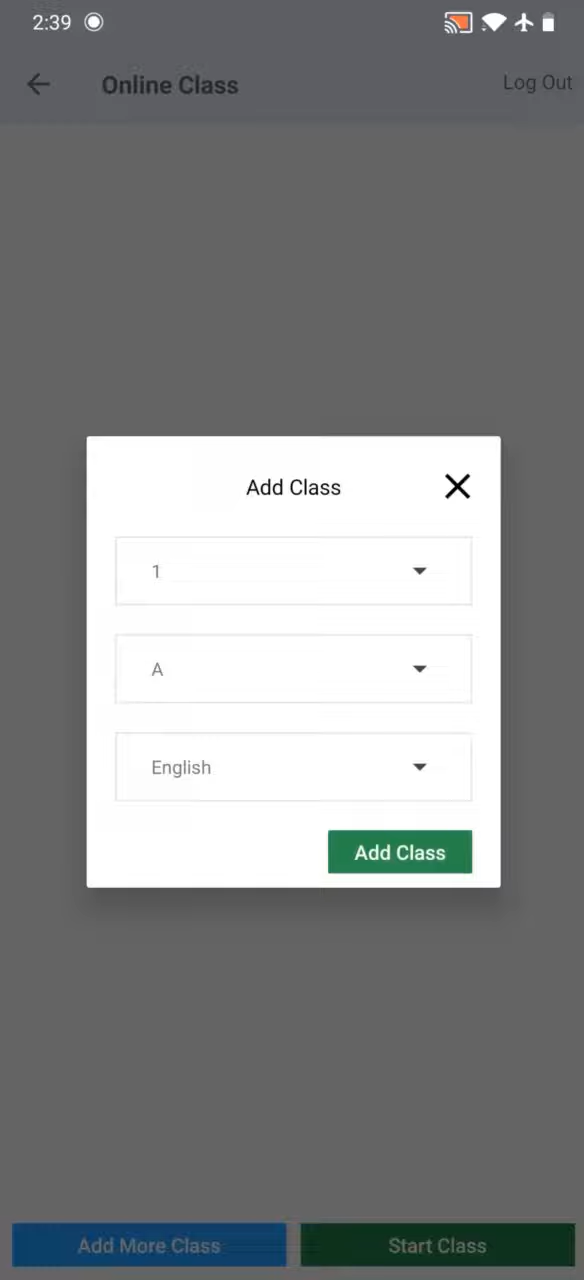 2:39
Online Class
Log Out
Add Class
1
A
English
Add Class
Add More Class
Start Class